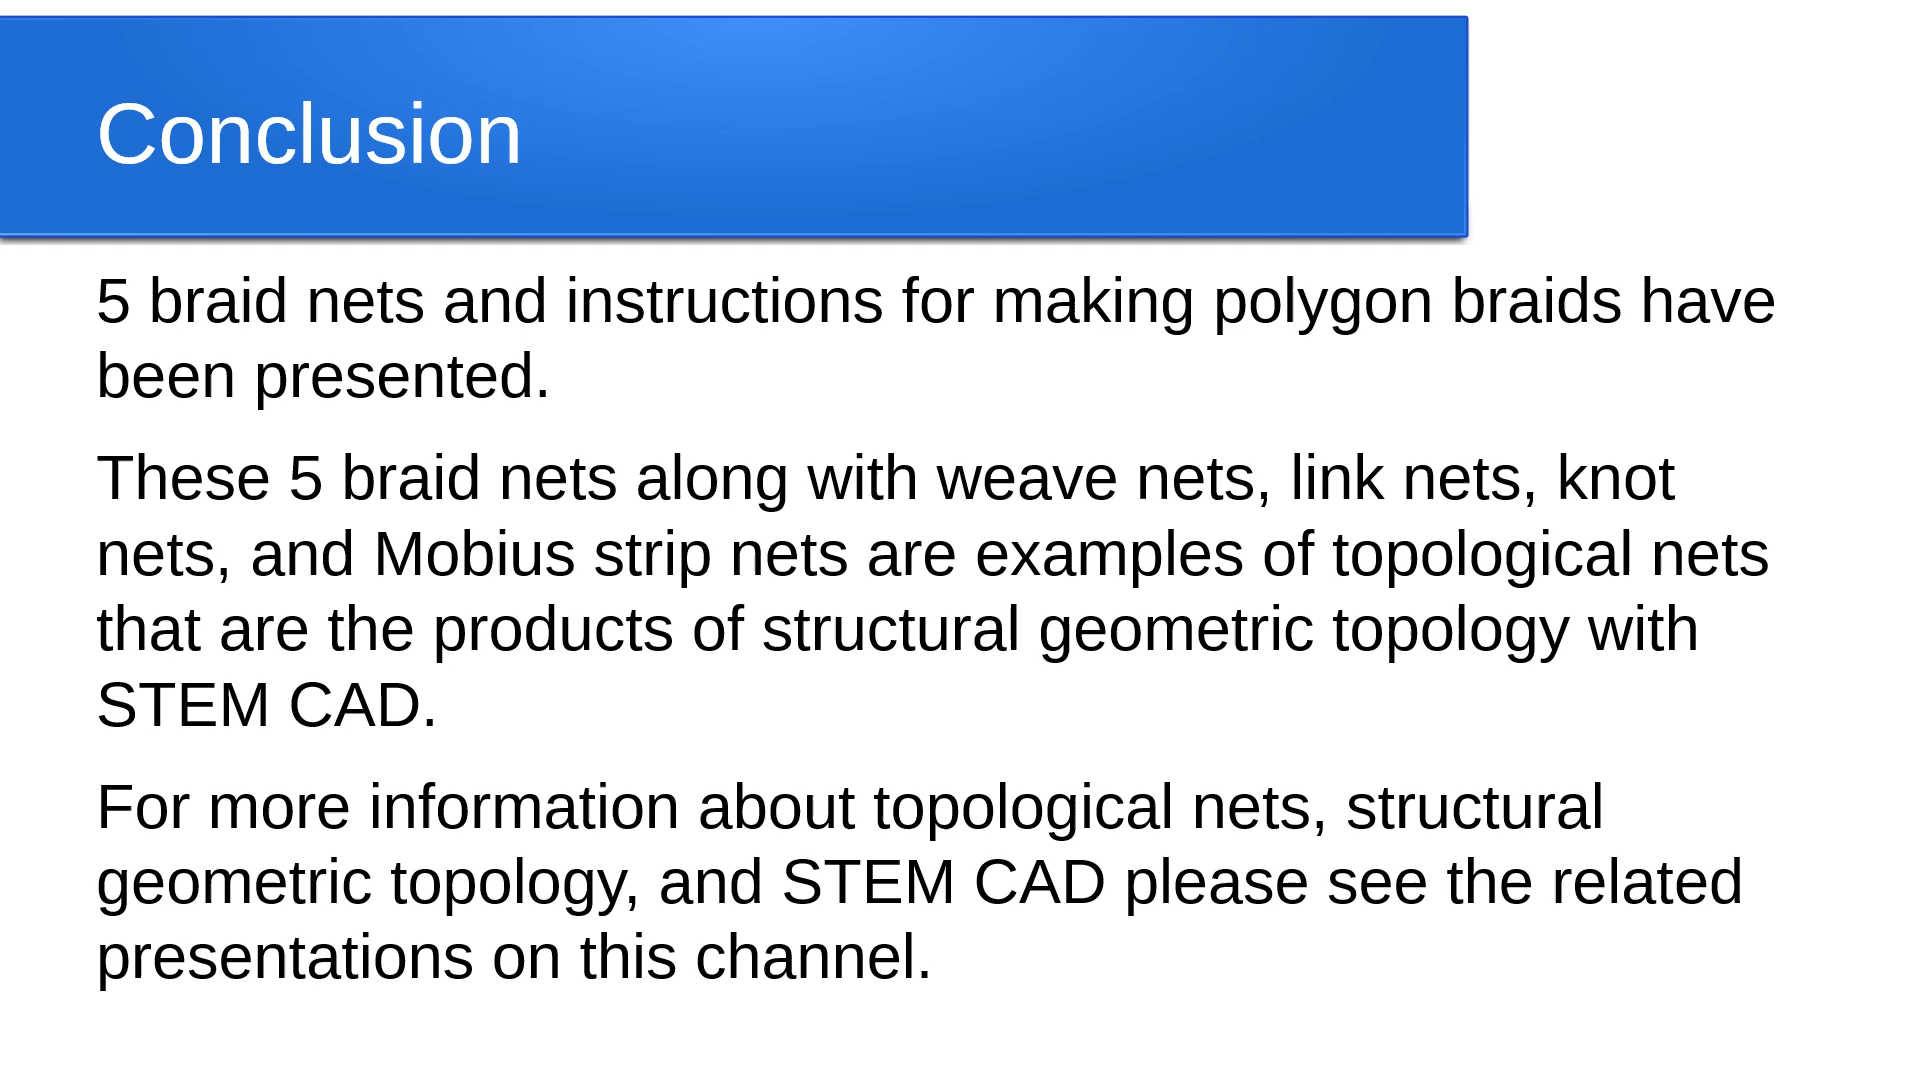 Conclusion
5 braid nets and instructions for making polygon braids have
been presented.
These 5 braid nets along with weave nets, link nets, knot
nets, and Mobius strip nets are examples of topological nets
that are the products of structural geometric topology with
STEM CAD.
For more information about topological nets, structural
geometric topology, and STEM CAD please see the related
presentations on this channel.